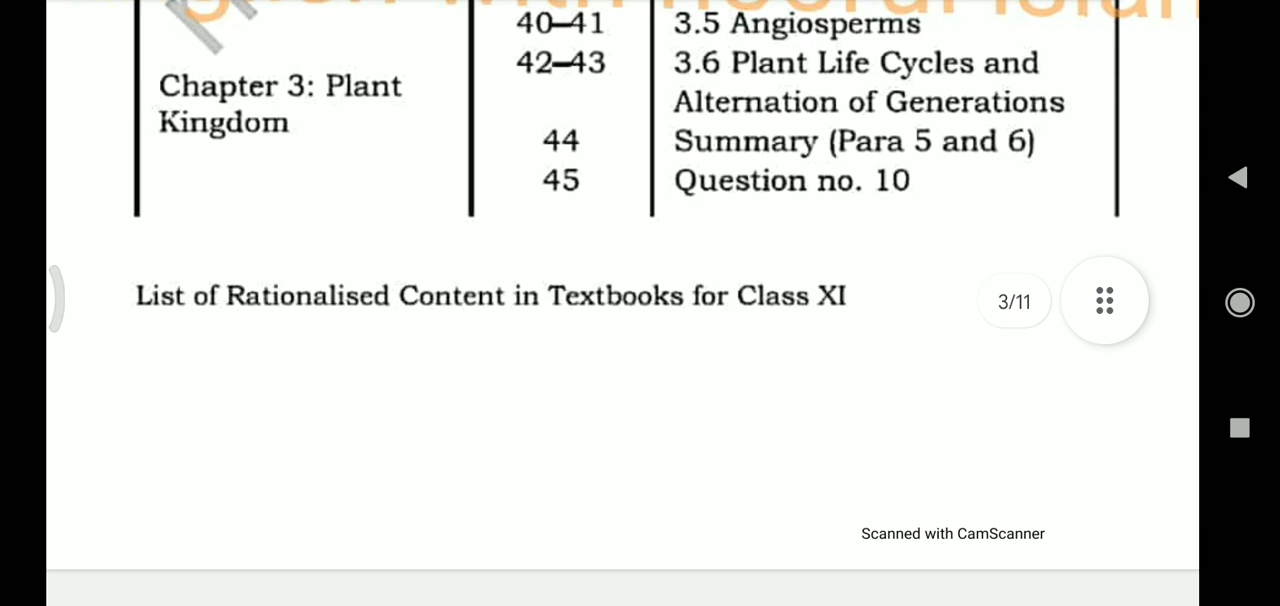 40–41 3.5 Angiosperms
42–43 3.6 Plant Life Cycles and
Chapter 3: Plant
Alternation of Generations
Kingdom
44 Summary (Para 5 and 6)
45 Question no. 10
List of Rationalised Content in Textbooks for Class XI
3/11
Scanned with CamScanner